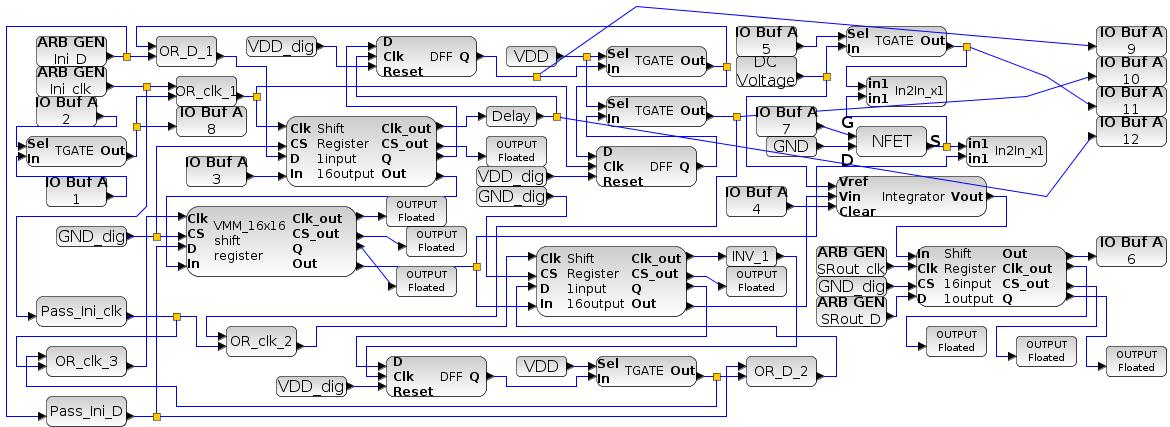 ARB GEN
Ini D
ARB GEN
Ini clk
IO Buf A
2
Sel
In
TGATE
Out
IO Buf A
1
OR_D_1
OR_clk_1
IO Buf A
8
IO Buf A
3
VDD_dig
D
Clk
Reset
DFF
Q
Clk
CS
D
In
Shift
Register
1input
16output
Clk_out
CS_out
Q
Out
Delay
OUTPUT
Floated
VDD_dig
GND_dig
VDD
Sel
In
TGATE
Out
Sel
In
TGATE
Out
D
Clk
Reset
DFF
Q
IO Buf A
5
DC
Voltage
Sel
In
TGATE
Out
in1
in1
In2In_x1
IO Buf A
7
GND
G
D
NFET
S
in1
in1
In2In_x1
IO Buf A
4
Vref
Vin
Clear
Integrator
Vout
IO Buf A
9
IO Buf A
10
IO Buf A
11
IO Buf A
12
GND_dig
Clk
CS
D
In
VMM_16x16
shift
register
Clk_out
CS_out
Q
Out
OUTPUT
Floated
OUTPUT
Floated
OUTPUT
Floated
Clk
CS
D
In
Shift
Register
1input
16output
Clk_out
CS_out
Q
Out
INV_1
OUTPUT
Floated
ARB GEN
SRout_clk
GND_dig
ARB GEN
SRout D
In
Clk
CS
D
Shift
Register
16input
1output
Out
Clk_out
CS_out
Q
IO Buf A
6
OUTPUT
Floated
OUTPUT
Floated
OUTPUT
Floated
Pass_Ini_clk
OR_clk_3
Pass_Ini_D
OR_clk_2
VDD_dig
D
Clk
Reset
DFF
Q
VDD
Sel
In
TGATE
Out
OR_D_2